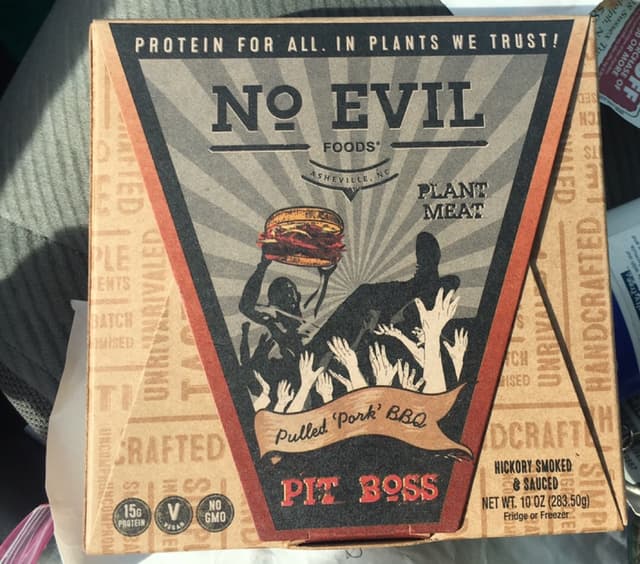 PROTEIN FOR ALL. IN PLANTS WE TRUST!
No EVIL
FOODS®
ASHEVILLE, NC
PLANT
MEAT
Pulled 'Pork' BBQ
PIT BOSS
15G
PROTEIN
V
VEGAN
NO
GMO
HICKORY SMOKED
& SAUCED
NET WT. 10 OZ (283.50g)
Fridge or Freezer
UNRIVALED
CRAFTED
HANDCRAFTED